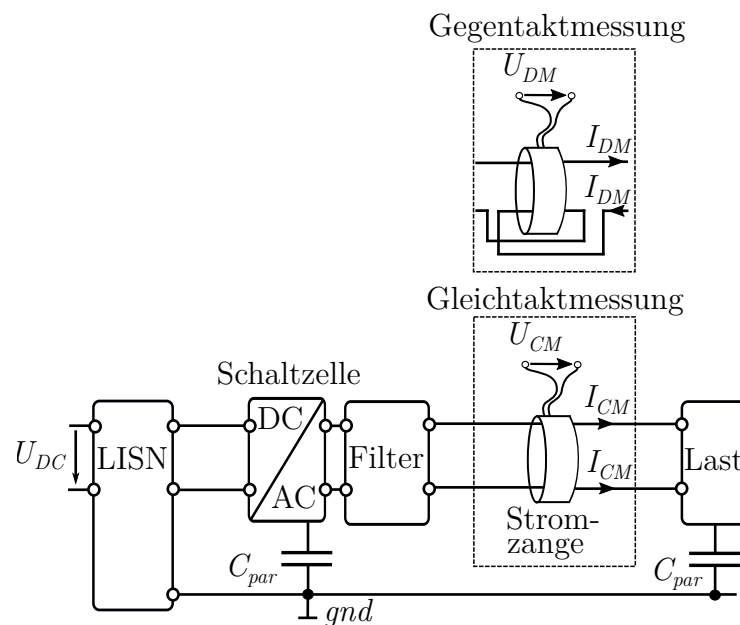 Gegentaktmessung
U_DM
I_DM
I_DM
Gleichtaktmessung
U_CM
Schaltzelle
I_CM
DC
U_DC
LISN
Filter
I_CM
Last
AC
Strom-
zange
C_par
C_par
gnd